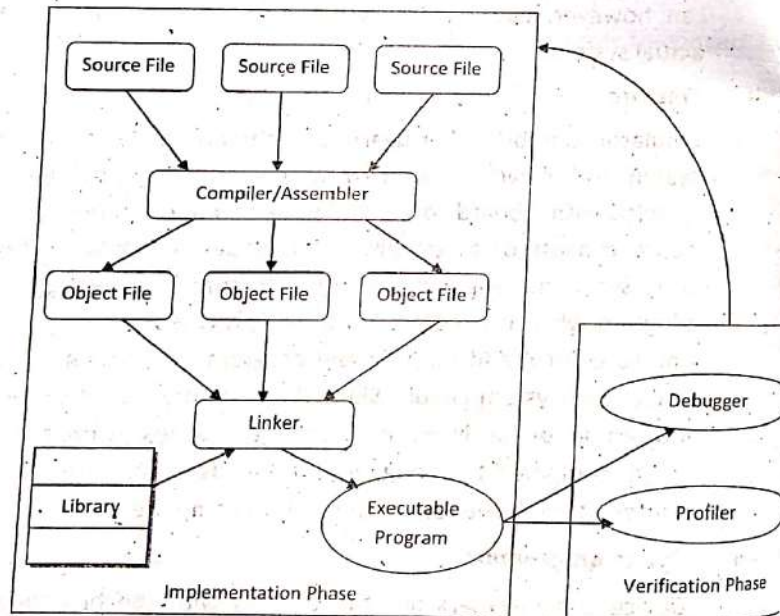 Source File
Source File
Source File
Compiler/Assembler
Object File
Object File
Object File
Linker
Library
Executable
Program
Implementation Phase
Debugger
Profiler
Verification Phase